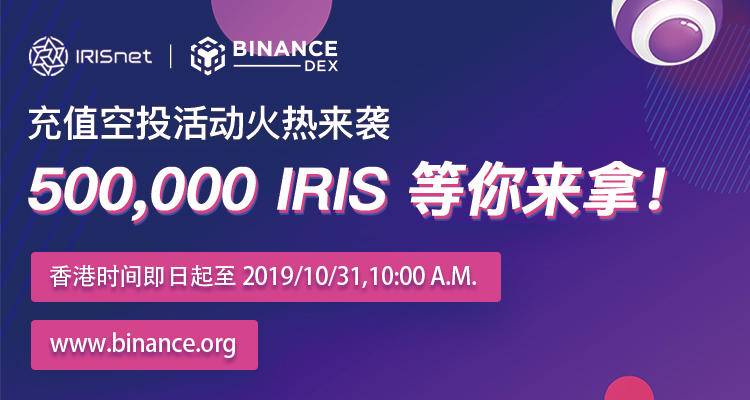 IRISnet | BINANCE
DEX
充值空投活动火热来袭
500,000 IRIS 等你来拿！
香港时间即日起至 2019/10/31,10:00 A.M.
www.binance.org